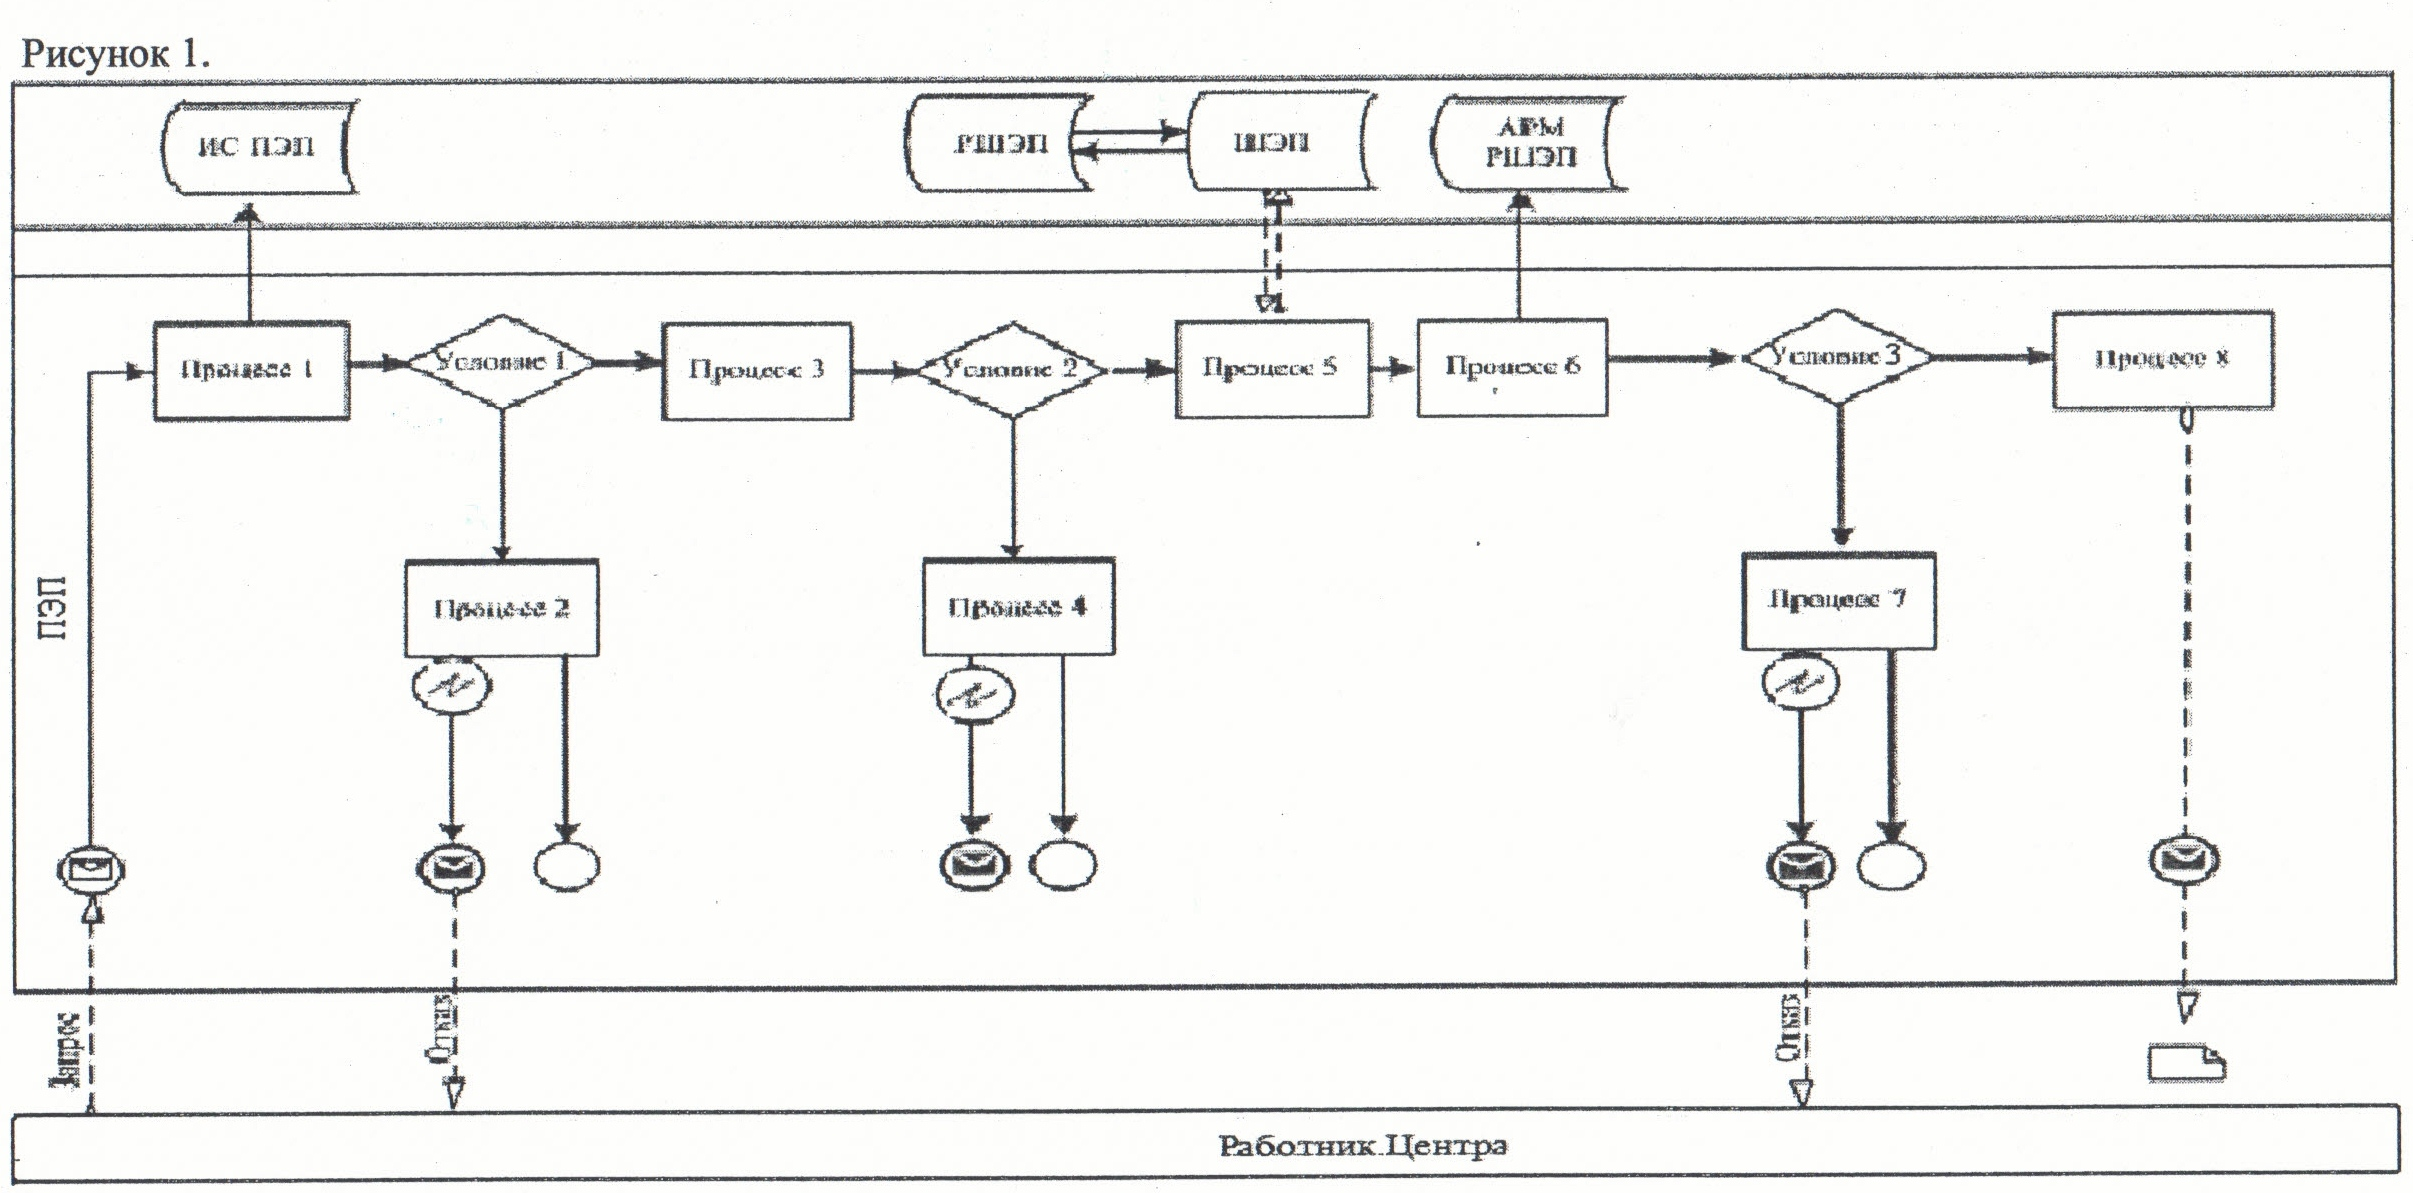 Рисунок 1.
ИС ПЭП
РШЭП
ШЭП
АРМ
РШЭП
Процесс 1
Условие 1
Процесс 3
Условие 2
Процесс 5
Процесс 6
Условие 3
Процесс 8
ПЭП
Процесс 2
Процесс 4
Процесс 7
Запрос
Отказ
Отказ
Работник Центра